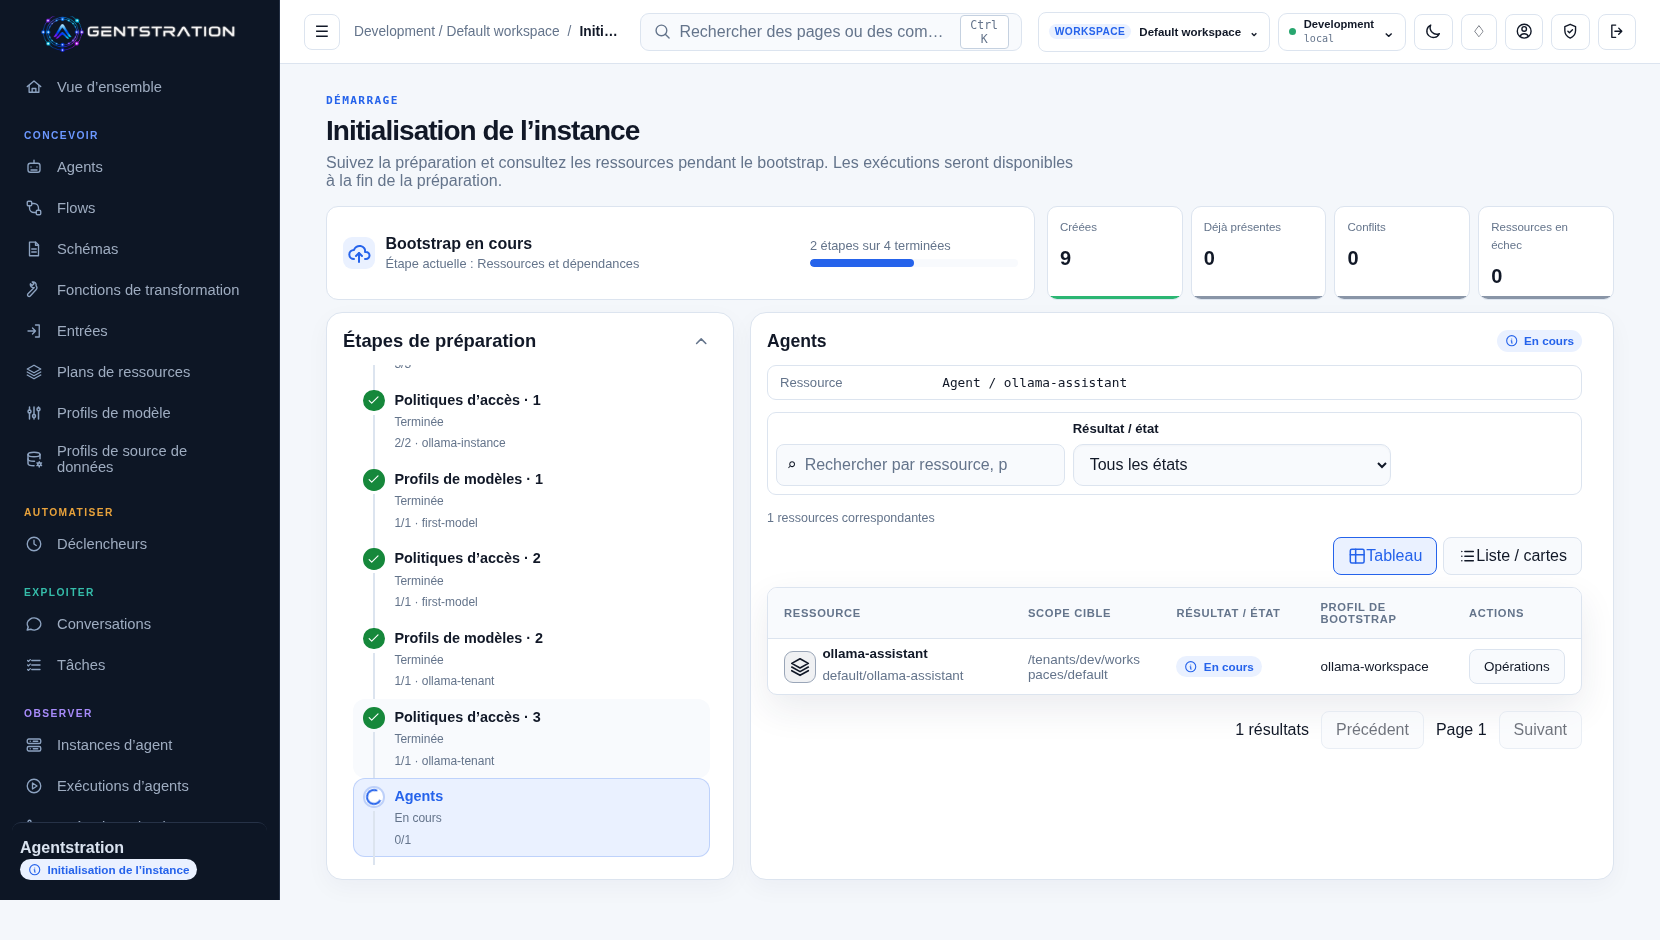 GENTSTRATION
Vue d’ensemble
CONCEVOIR
Agents
Flows
Schémas
Fonctions de transformation
Entrées
Plans de ressources
Profils de modèle
Profils de source de
données
AUTOMATISER
Déclencheurs
EXPLOITER
Conversations
Tâches
OBSERVER
Instances d’agent
Exécutions d’agents
Agentstration
Initialisation de l’instance
Development / Default workspace / Initi…
Rechercher des pages ou des com…
Ctrl
K
WORKSPACE Default workspace
Development
local
DÉMARRAGE
Initialisation de l’instance
Suivez la préparation et consultez les ressources pendant le bootstrap. Les exécutions seront disponibles
à la fin de la préparation.
Bootstrap en cours
Étape actuelle : Ressources et dépendances
2 étapes sur 4 terminées
Créées
9
Déjà présentes
0
Conflits
0
Ressources en
échec
0
Étapes de préparation
Politiques d’accès · 1
Terminée
2/2 · ollama-instance
Profils de modèles · 1
Terminée
1/1 · first-model
Politiques d’accès · 2
Terminée
1/1 · first-model
Profils de modèles · 2
Terminée
1/1 · ollama-tenant
Politiques d’accès · 3
Terminée
1/1 · ollama-tenant
Agents
En cours
0/1
Agents
En cours
Ressource Agent / ollama-assistant
Résultat / état
Rechercher par ressource, p
Tous les états
1 ressources correspondantes
Tableau
Liste / cartes
RESSOURCE SCOPE CIBLE RÉSULTAT / ÉTAT PROFIL DE
BOOTSTRAP ACTIONS
ollama-assistant
default/ollama-assistant
/tenants/dev/works
paces/default
En cours
ollama-workspace
Opérations
1 résultats Précédent Page 1 Suivant